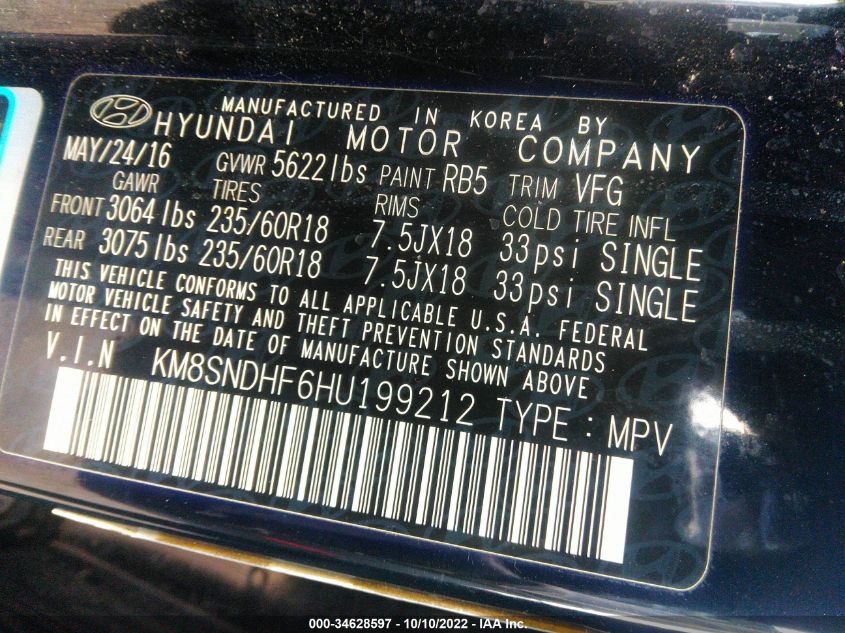 MANUFACTURED IN KOREA BY
HYUNDAI MOTOR COMPANY
MAY/24/16 GVWR 5622lbs PAINT RB5 TRIM VFG
GAWR TIRES RIMS COLD TIRE INFL
FRONT 3064lbs 235/60R18 7.5JX18 33psi SINGLE
REAR 3075lbs 235/60R18 7.5JX18 33psi SINGLE
THIS VEHICLE CONFORMS TO ALL APPLICABLE U.S.A. FEDERAL
MOTOR VEHICLE SAFETY AND THEFT PREVENTION STANDARDS
IN EFFECT ON THE DATE OF MANUFACTURE SHOWN ABOVE
V.I.N KM8SNDHF6HU199212 TYPE : MPV
000-34628597 - 10/10/2022 - IAA Inc.